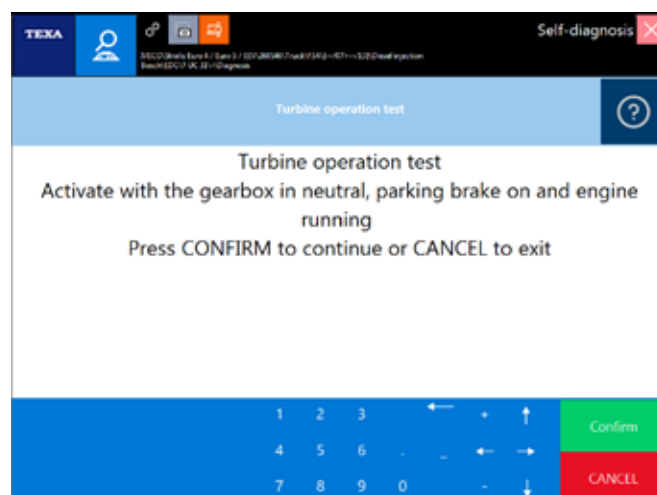 TEXA
Self-diagnosis
Turbine operation test
Turbine operation test
Activate with the gearbox in neutral, parking brake on and engine
running
Press CONFIRM to continue or CANCEL to exit
1 2 3 ← + ↑
Confirm
4 5 6 . _ ← →
7 8 9 0 - ↓
CANCEL